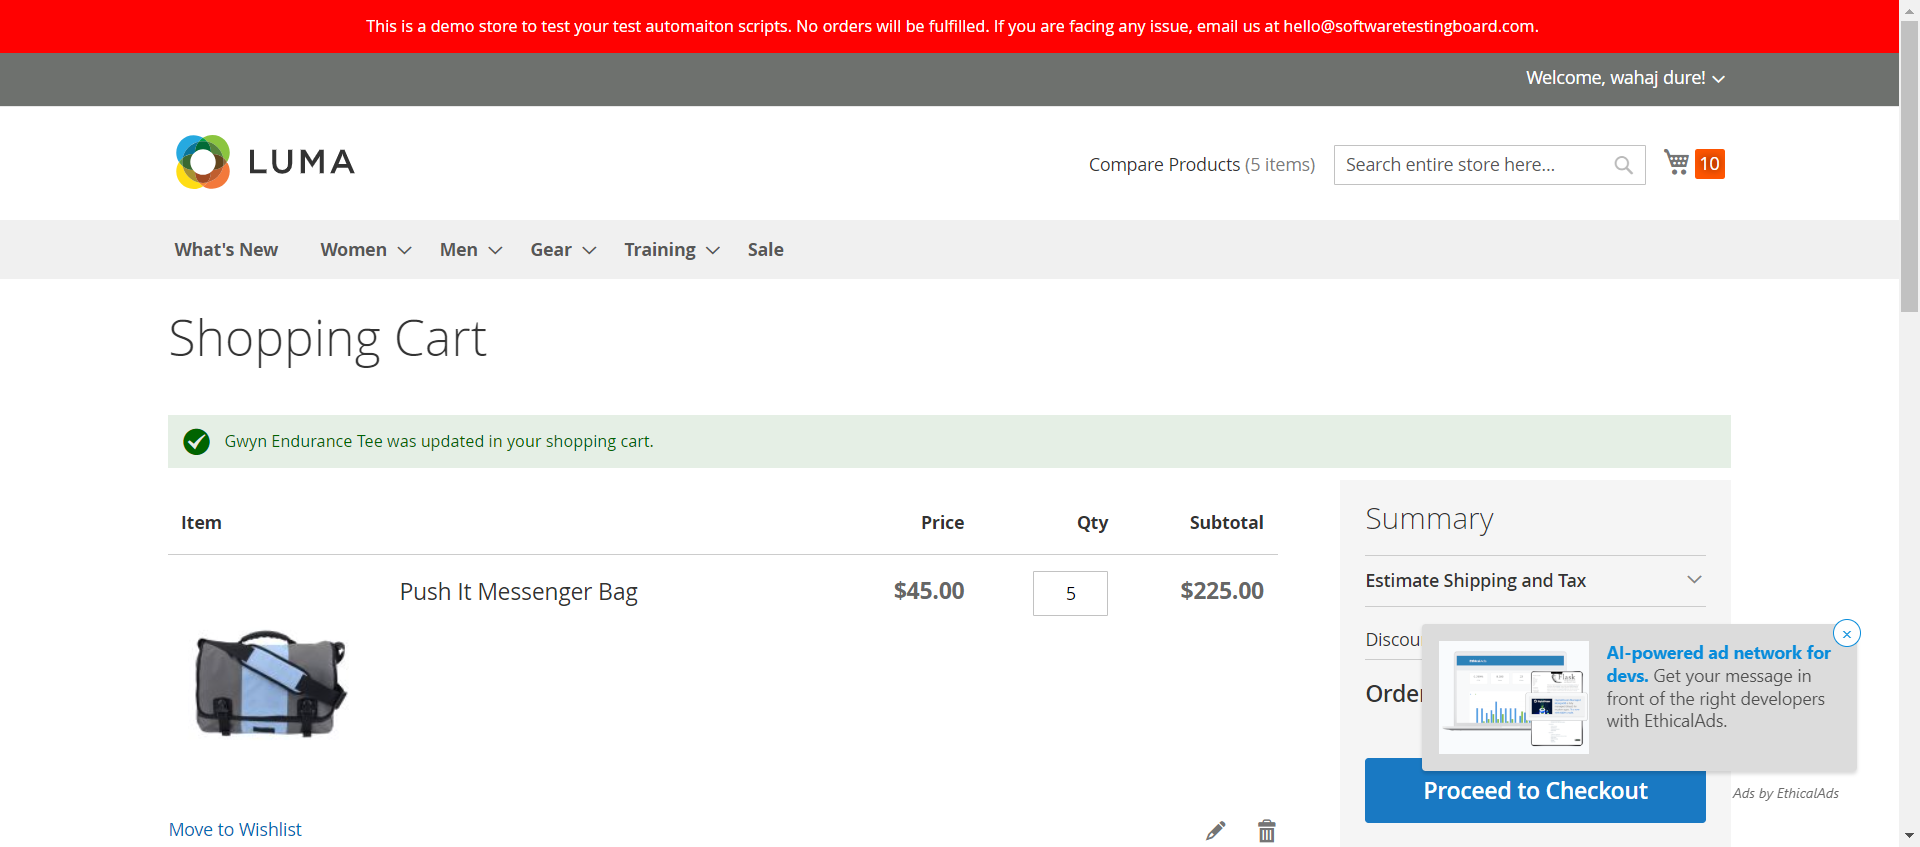 This is a demo store to test your test automaiton scripts. No orders will be fulfilled. If you are facing any issue, email us at hello@softwaretestingboard.com.
Welcome, wahaj dure!
LUMA
Compare Products (5 items)
Search entire store here...
10
What's New Women Men Gear Training Sale
Shopping Cart
Gwyn Endurance Tee was updated in your shopping cart.
Item Price Qty Subtotal
Push It Messenger Bag $45.00 5 $225.00
Move to Wishlist
Summary
Estimate Shipping and Tax
Discou
Order
AI-powered ad network for
devs. Get your message in
front of the right developers
with EthicalAds.
Proceed to Checkout
Ads by EthicalAds